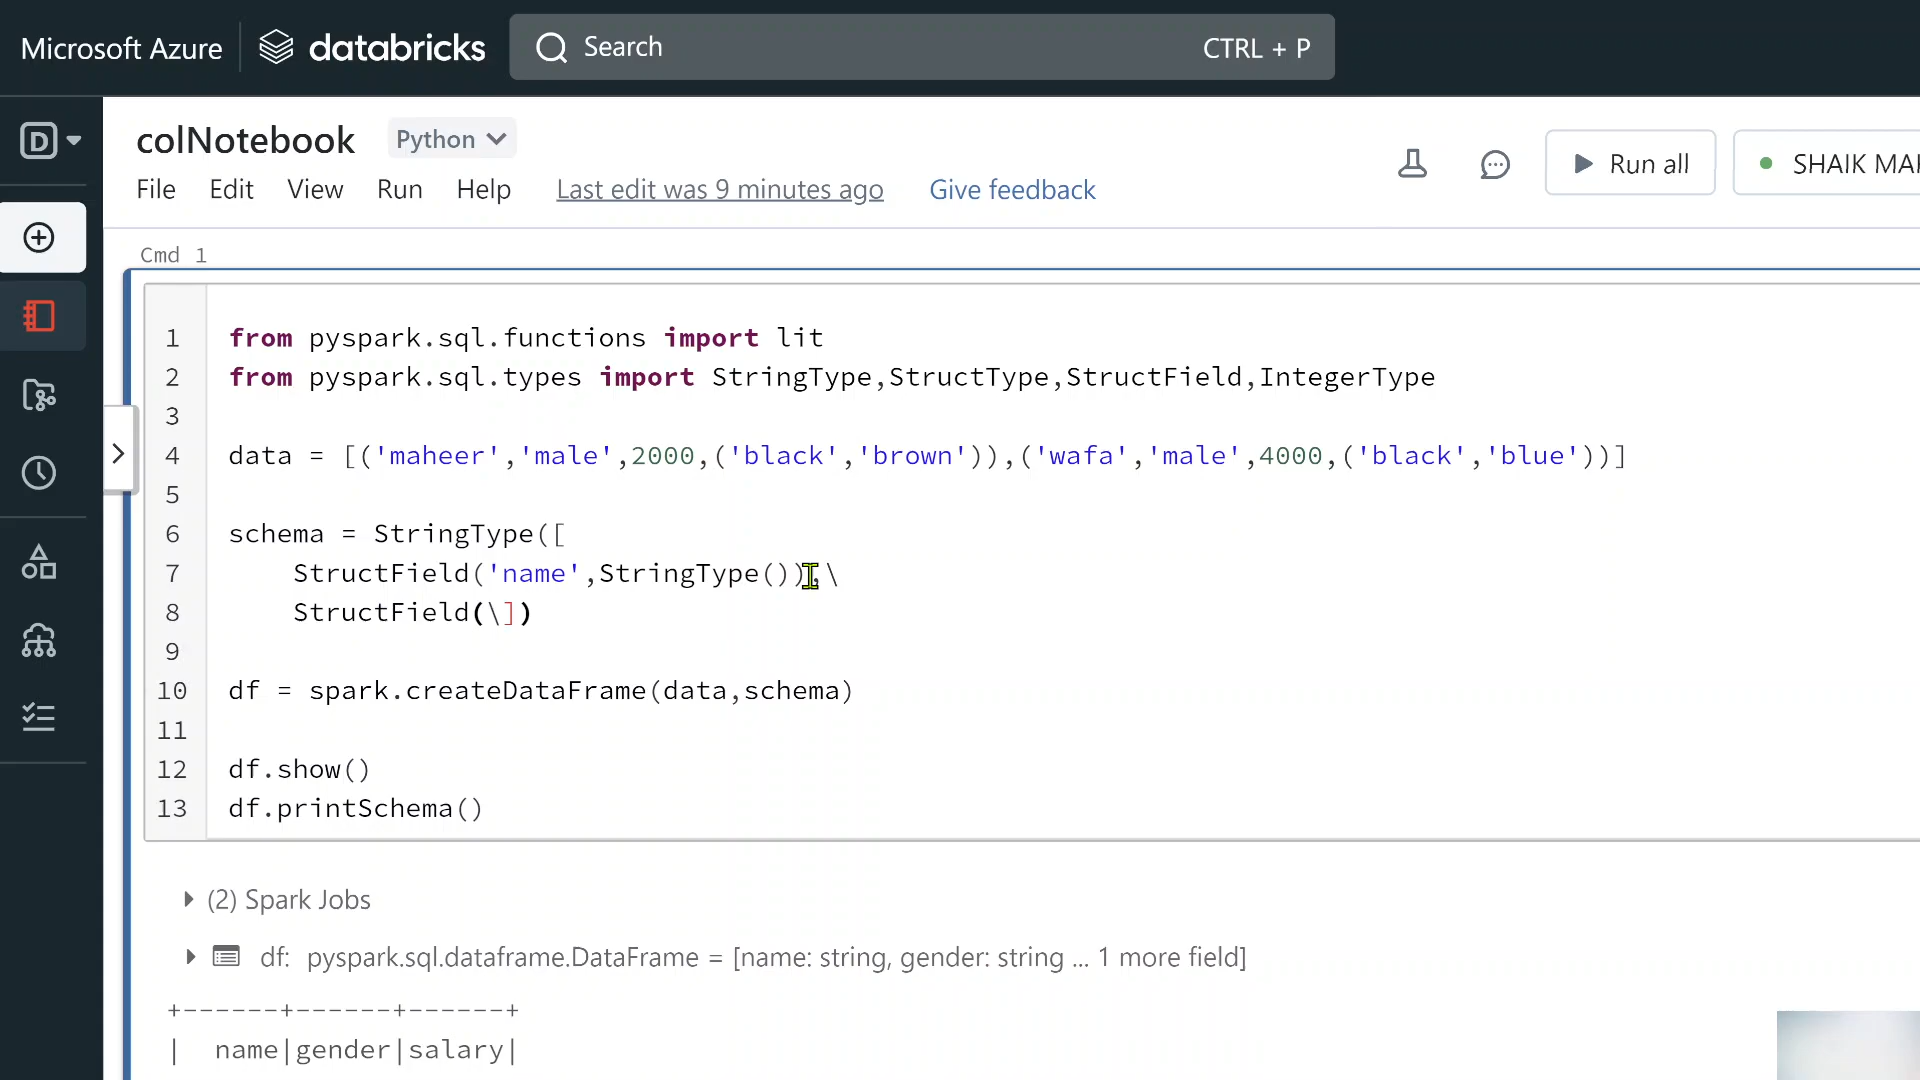 Microsoft Azure databricks Search CTRL + P
D
colNotebook Python
File Edit View Run Help Last edit was 9 minutes ago Give feedback Run all SHAIK
Cmd 1
1 from pyspark.sql.functions import lit
2 from pyspark.sql.types import StringType,StructType,StructField,IntegerType
3
4 data = [('maheer','male',2000,('black','brown')),('wafa','male',4000,('black','blue'))]
5
6 schema = StringType([
7 StructField('name',StringType()),\
8 StructField(\])
9
10 df = spark.createDataFrame(data,schema)
11
12 df.show()
13 df.printSchema()
(2) Spark Jobs
df: pyspark.sql.dataframe.DataFrame = [name: string, gender: string ... 1 more field]
+------+------+------+
| name|gender|salary|